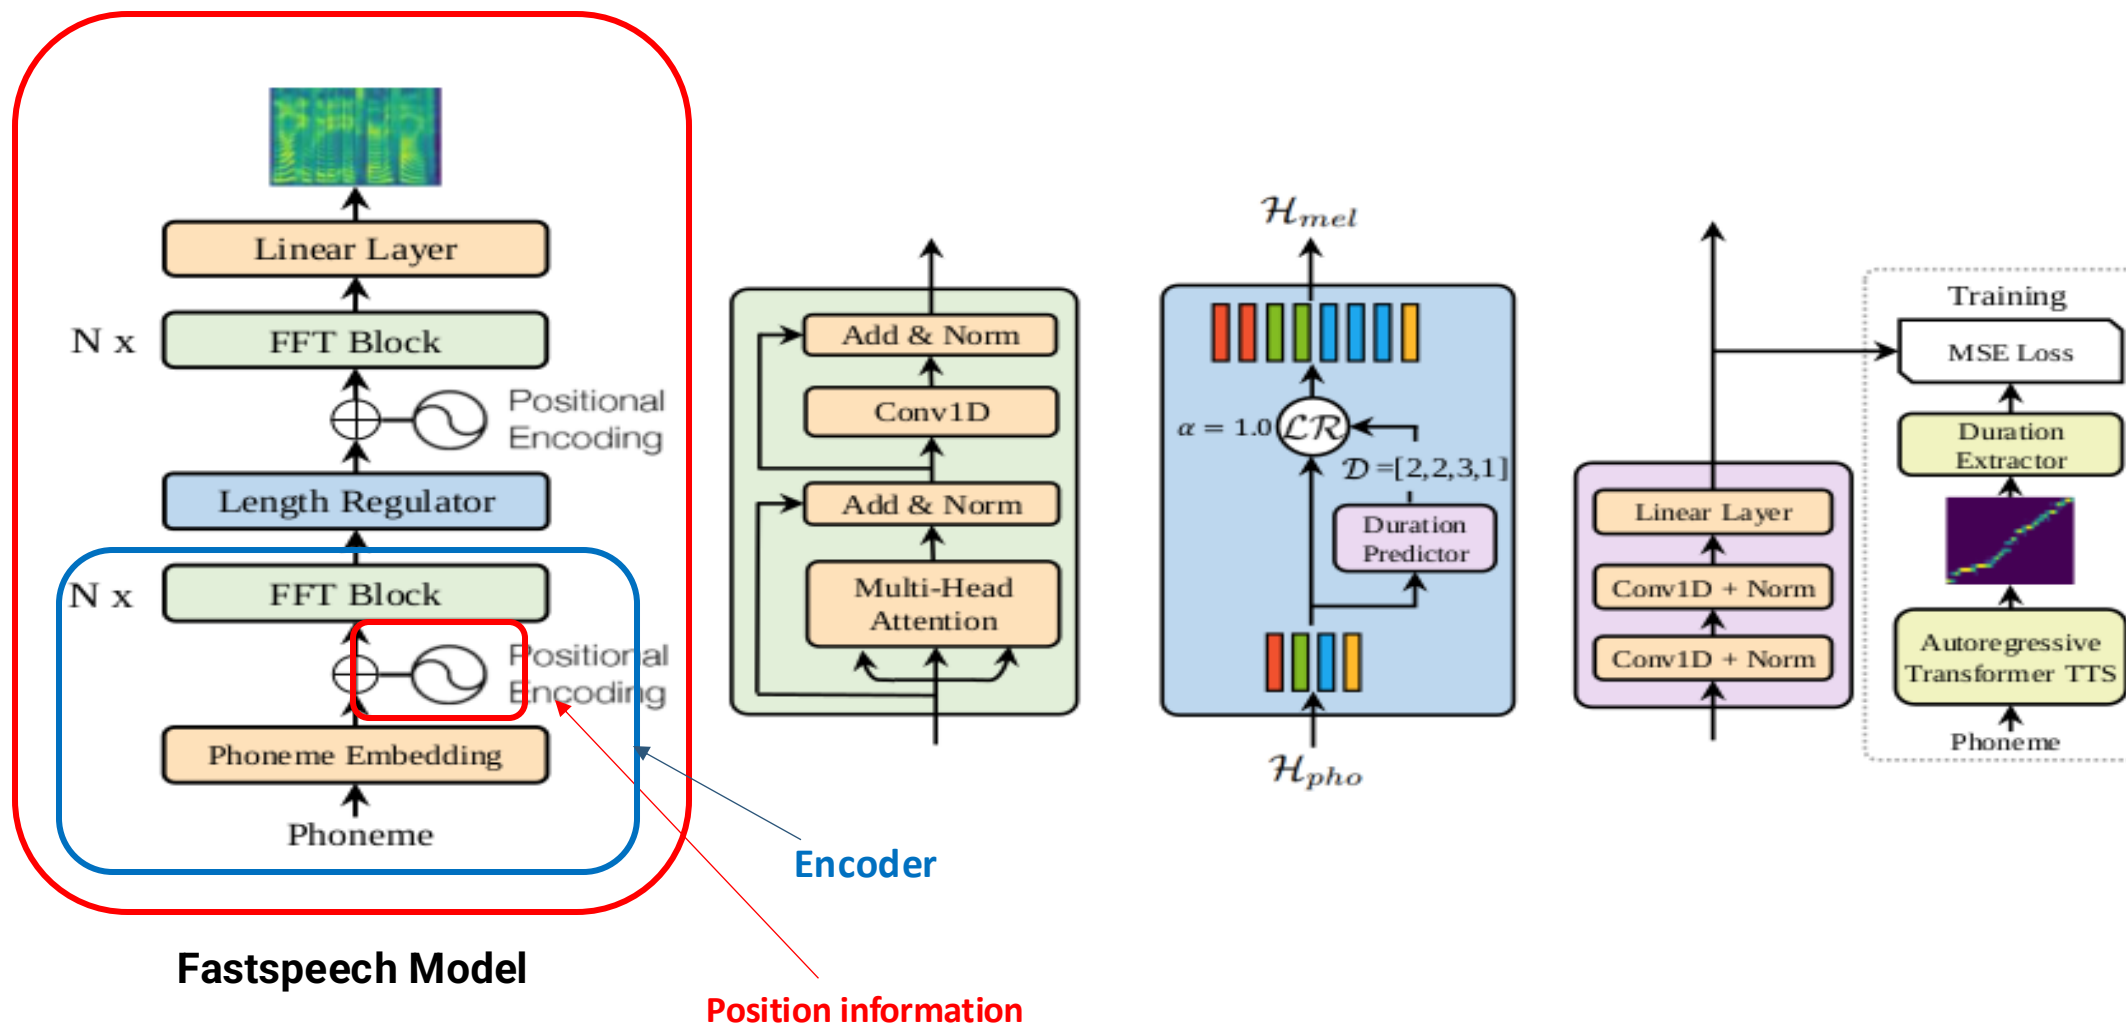 Linear Layer
N x
FFT Block
Positional
Encoding
Length Regulator
N x
FFT Block
Positional
Encoding
Phoneme Embedding
Phoneme
Fastspeech Model
Encoder
Position information
Add & Norm
Conv1D
Add & Norm
Multi-Head
Attention
ℋmel
α = 1.0
ℒℛ
𝒟 =[2,2,3,1]
Duration
Predictor
ℋpho
Linear Layer
Conv1D + Norm
Conv1D + Norm
Training
MSE Loss
Duration
Extractor
Autoregressive
Transformer TTS
Phoneme